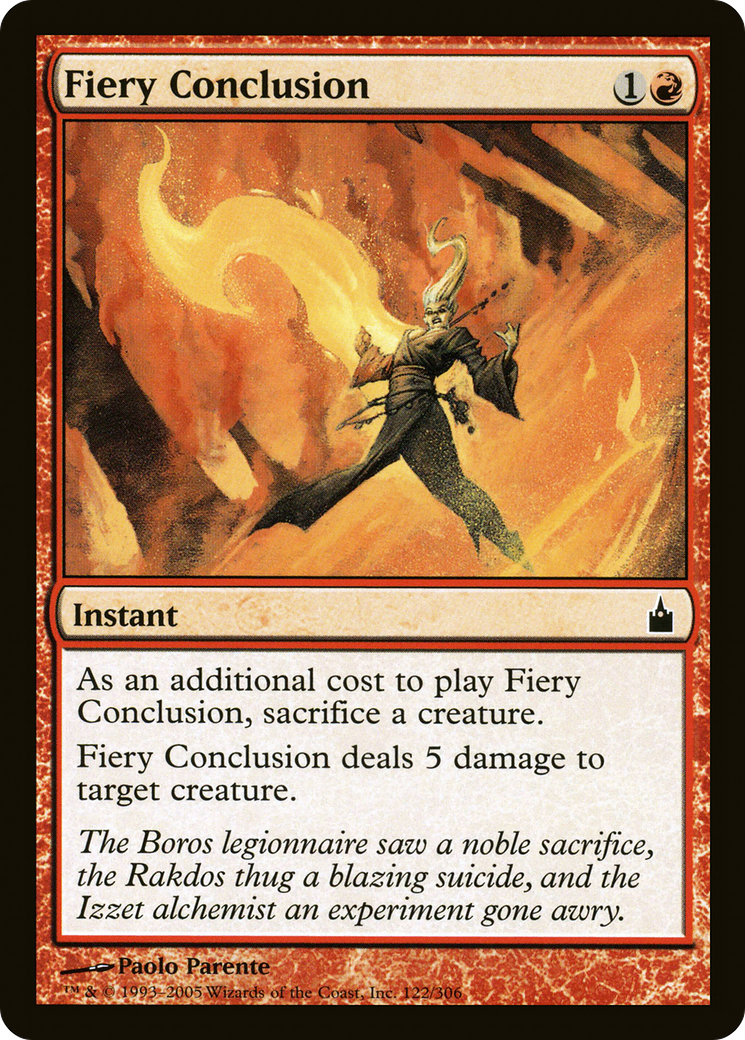 Fiery Conclusion 1
Instant
As an additional cost to play Fiery
Conclusion, sacrifice a creature.
Fiery Conclusion deals 5 damage to
target creature.
The Boros legionnaire saw a noble sacrifice,
the Rakdos thug a blazing suicide, and the
Izzet alchemist an experiment gone awry.
Paolo Parente
™ & © 1993–2005 Wizards of the Coast, Inc. 122/306